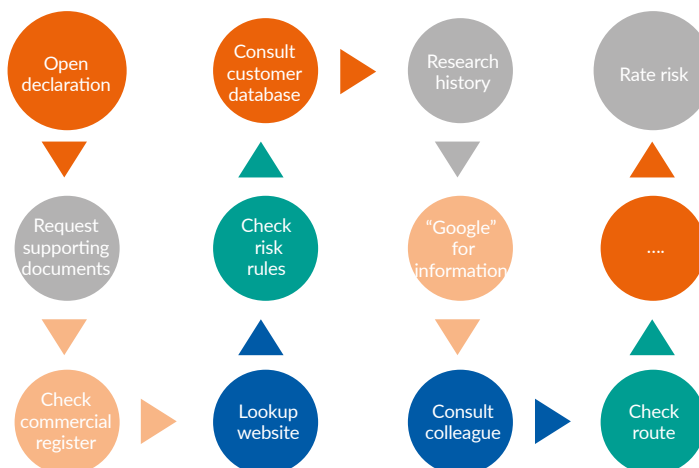 Open
declaration
Request
supporting
documents
Check
commercial
register
Lookup
website
Check
risk
rules
Consult
customer
database
Research
history
“Google” for
information
Consult
colleague
Check
route
....
Rate risk